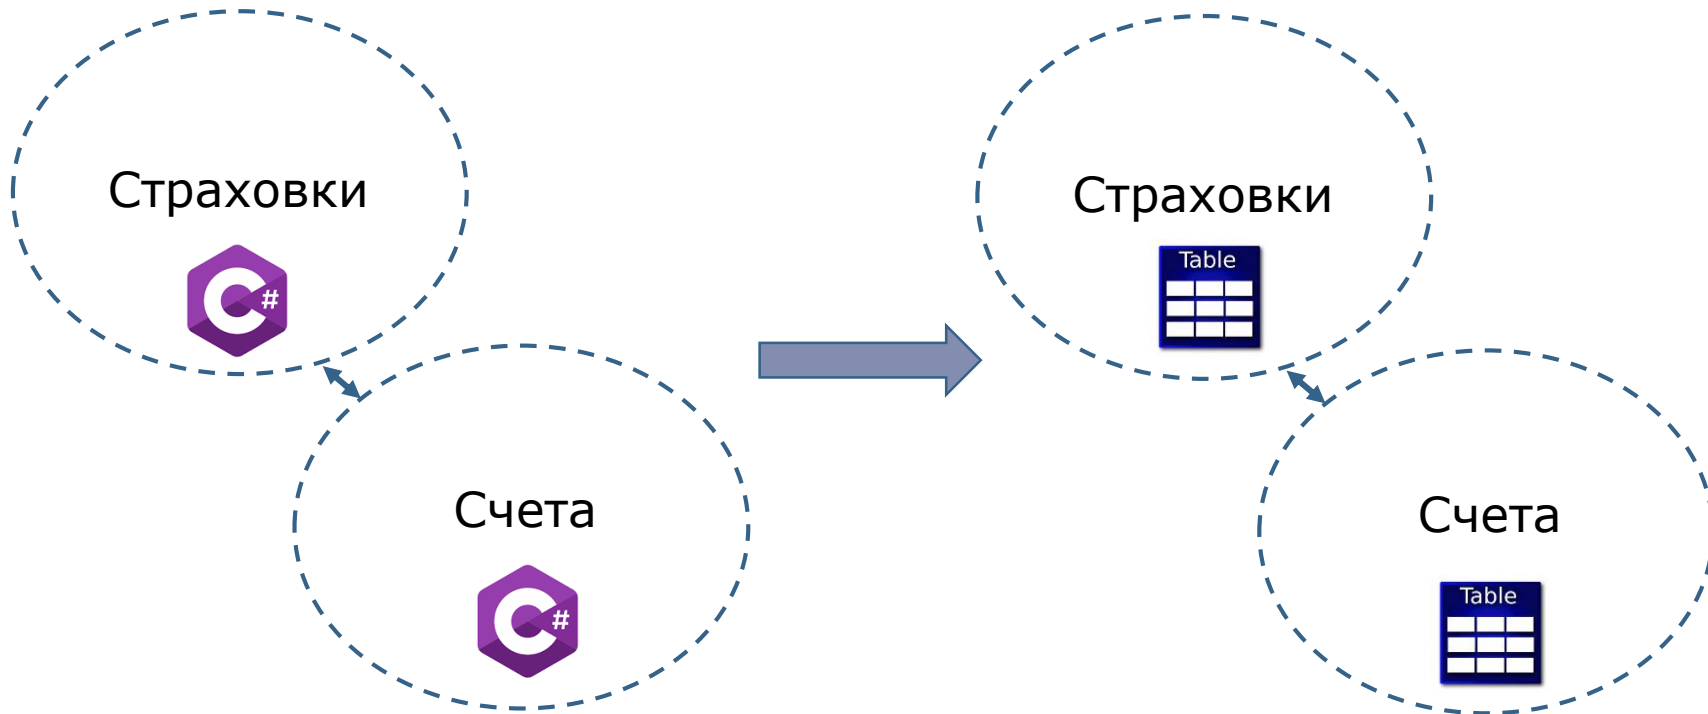 Страховки
C#
Счета
C#
Страховки
Table
Счета
Table